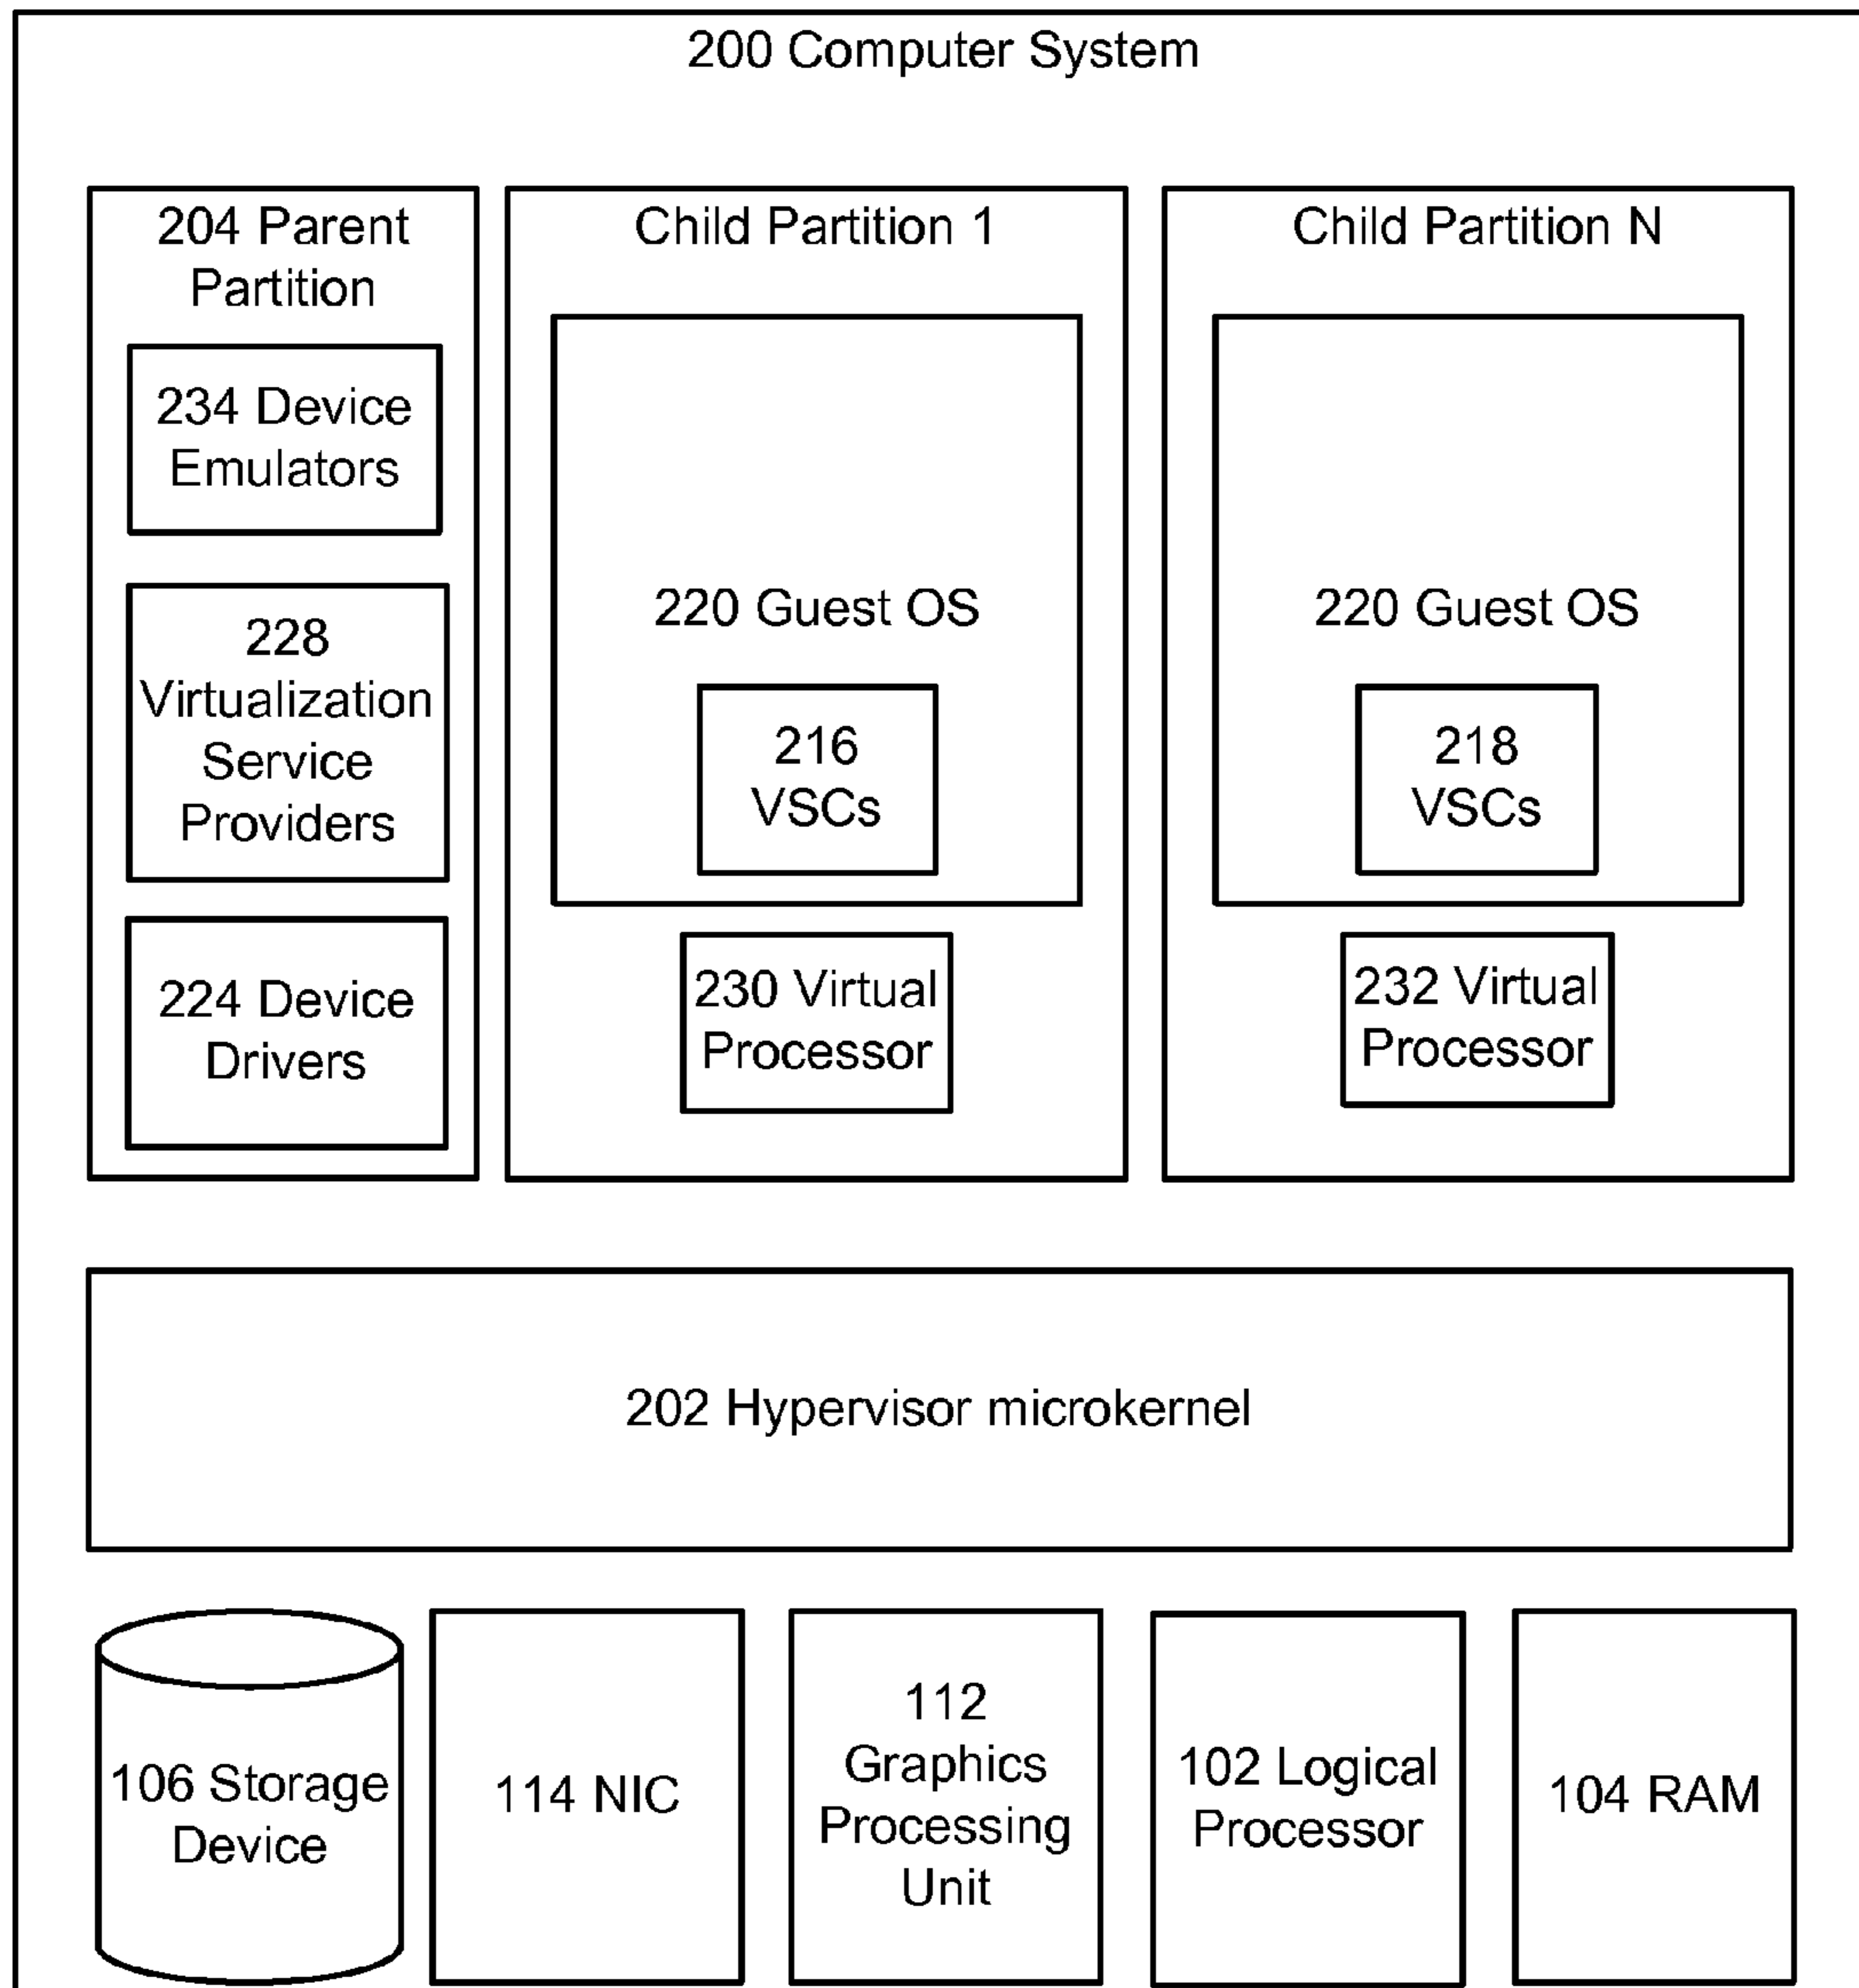 200 Computer System
204 Parent
Partition
234 Device
Emulators
228
Virtualization
Service
Providers
224 Device
Drivers
Child Partition 1
220 Guest OS
216
VSCs
230 Virtual
Processor
Child Partition N
220 Guest OS
218
VSCs
232 Virtual
Processor
202 Hypervisor microkernel
106 Storage
Device
114 NIC
112
Graphics
Processing
Unit
102 Logical
Processor
104 RAM